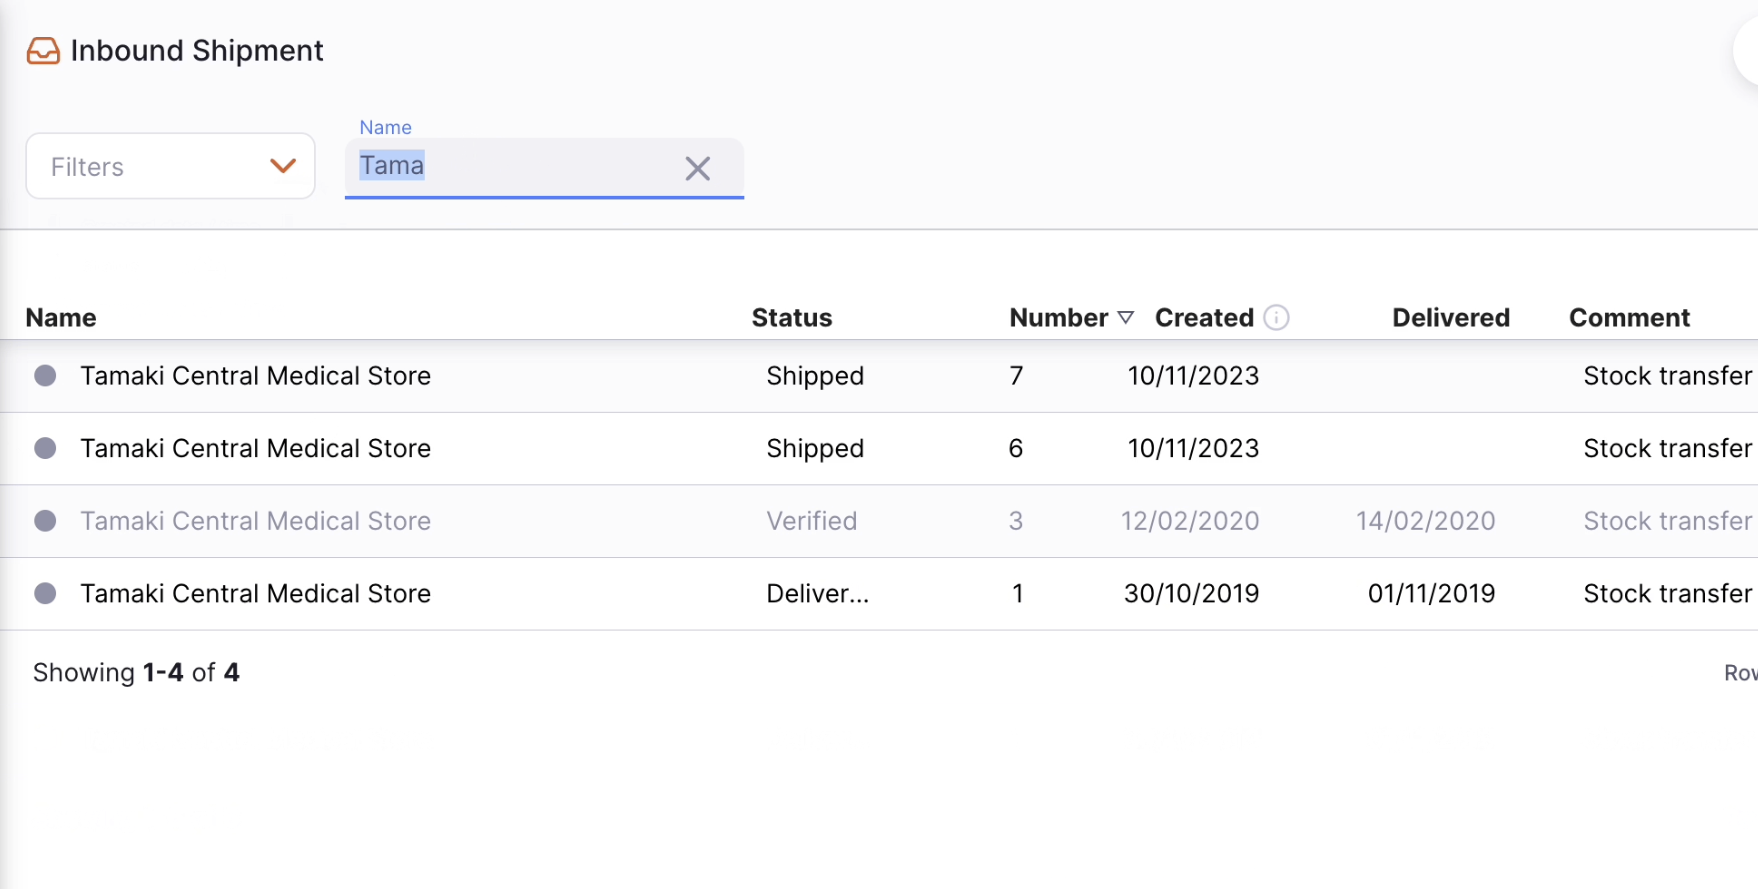 Inbound Shipment
Name
Filters
Tama
Name Status Number Created Delivered Comment
Tamaki Central Medical Store Shipped 7 10/11/2023 Stock transfer
Tamaki Central Medical Store Shipped 6 10/11/2023 Stock transfer
Tamaki Central Medical Store Verified 3 12/02/2020 14/02/2020 Stock transfer
Tamaki Central Medical Store Deliver... 1 30/10/2019 01/11/2019 Stock transfer
Showing 1-4 of 4